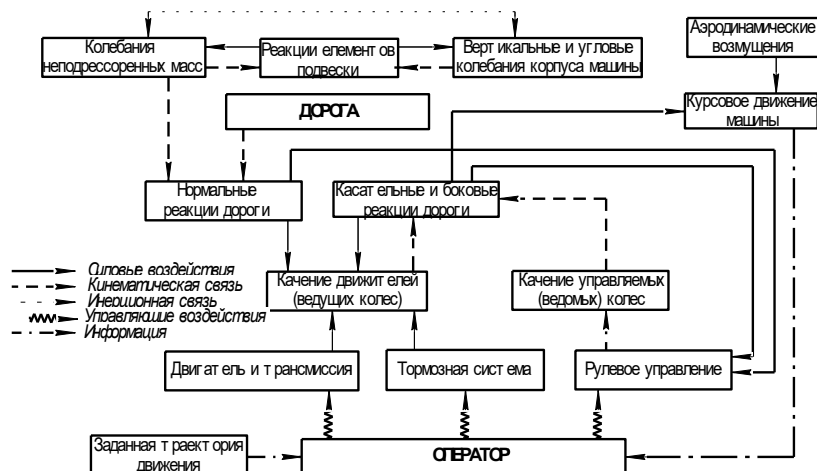 Колебания
неподрессоренных масс
Реакции элементов
подвески
Вертикальные и угловые
колебания корпуса машины
Аэродинамические
возмущения
ДОРОГА
Курсовое движение
машины
Нормальные
реакции дороги
Касательные и боковые
реакции дороги
Силовые воздействия
Кинематическая связь
Инерционная связь
Управляющие воздействия
Информация
Качение движителей
(ведущих колес)
Качение управляемых
(ведомых) колес
Двигатель и трансмиссия
Тормозная система
Рулевое управление
Заданная траектория
движения
ОПЕРАТОР